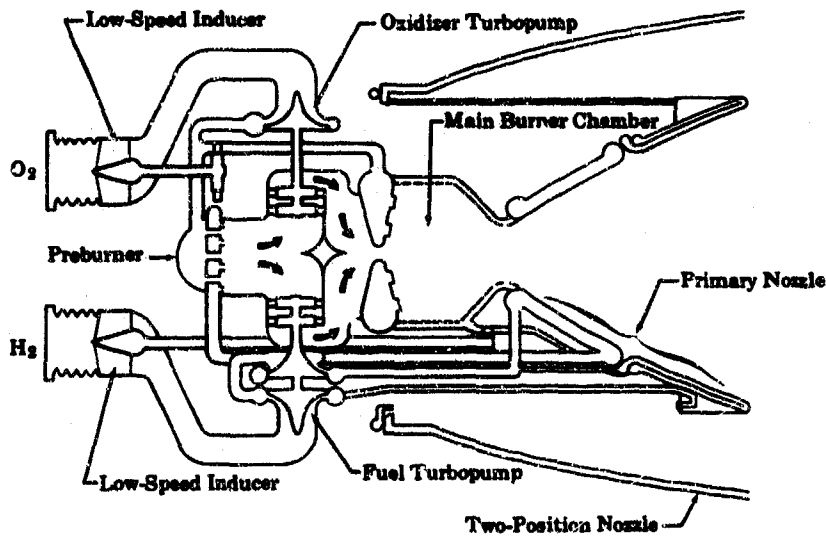 Low-Speed Inducer
Oxidizer Turbopump
Main Burner Chamber
O₂
Preburner
Primary Nozzle
H₂
Fuel Turbopump
Low-Speed Inducer
Two-Position Nozzle